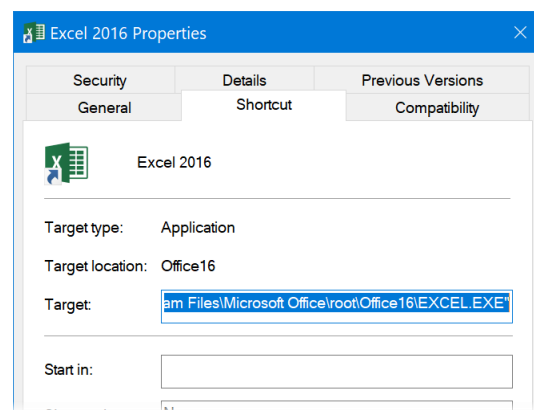 Excel 2016 Properties
Security Details Previous Versions
General Shortcut Compatibility
Excel 2016
Target type: Application
Target location: Office16
Target: am Files\Microsoft Office\root\Office16\EXCEL.EXE"
Start in: